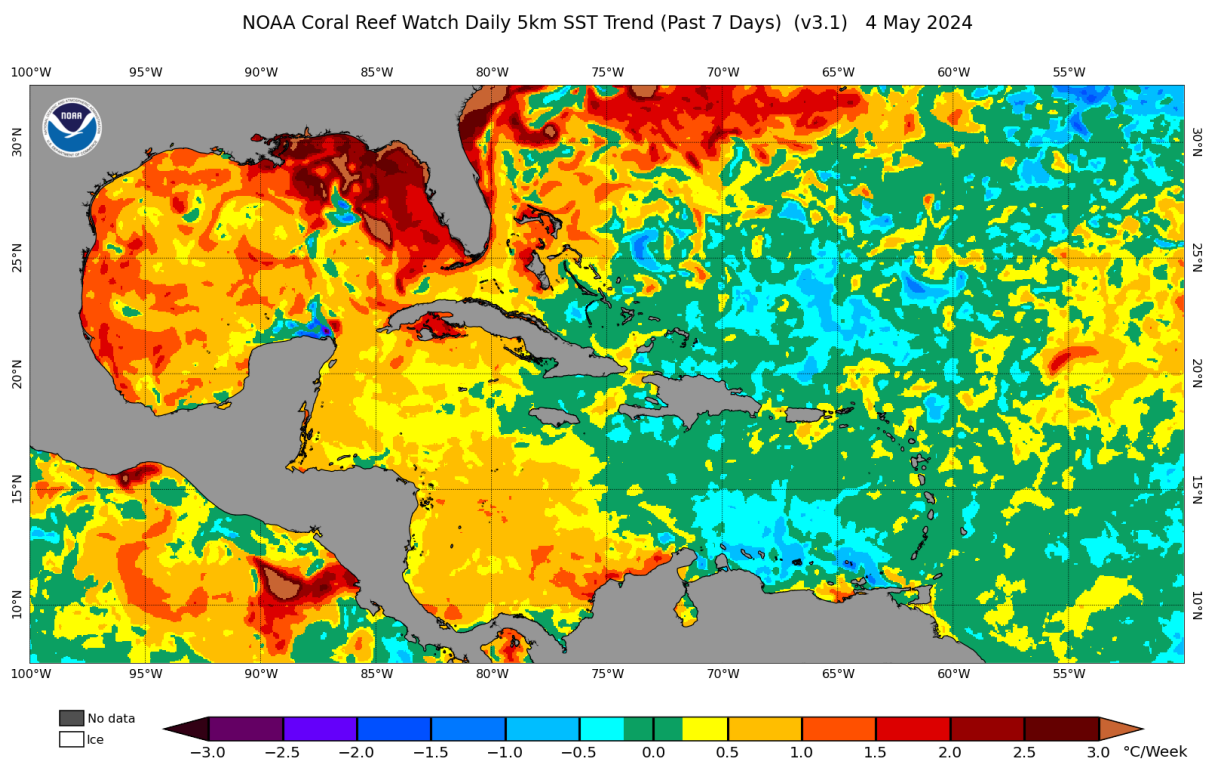 NOAA Coral Reef Watch Daily 5km SST Trend (Past 7 Days) (v3.1) 4 May 2024
100°W 95°W 90°W 85°W 80°W 75°W 70°W 65°W 60°W 55°W
NOAA
30°N 30°N
25°N 25°N
20°N 20°N
15°N 15°N
10°N 10°N
100°W 95°W 90°W 85°W 80°W 75°W 70°W 65°W 60°W 55°W
No data
Ice
−3.0 −2.5 −2.0 −1.5 −1.0 −0.5 0.0 0.5 1.0 1.5 2.0 2.5 3.0 °C/Week